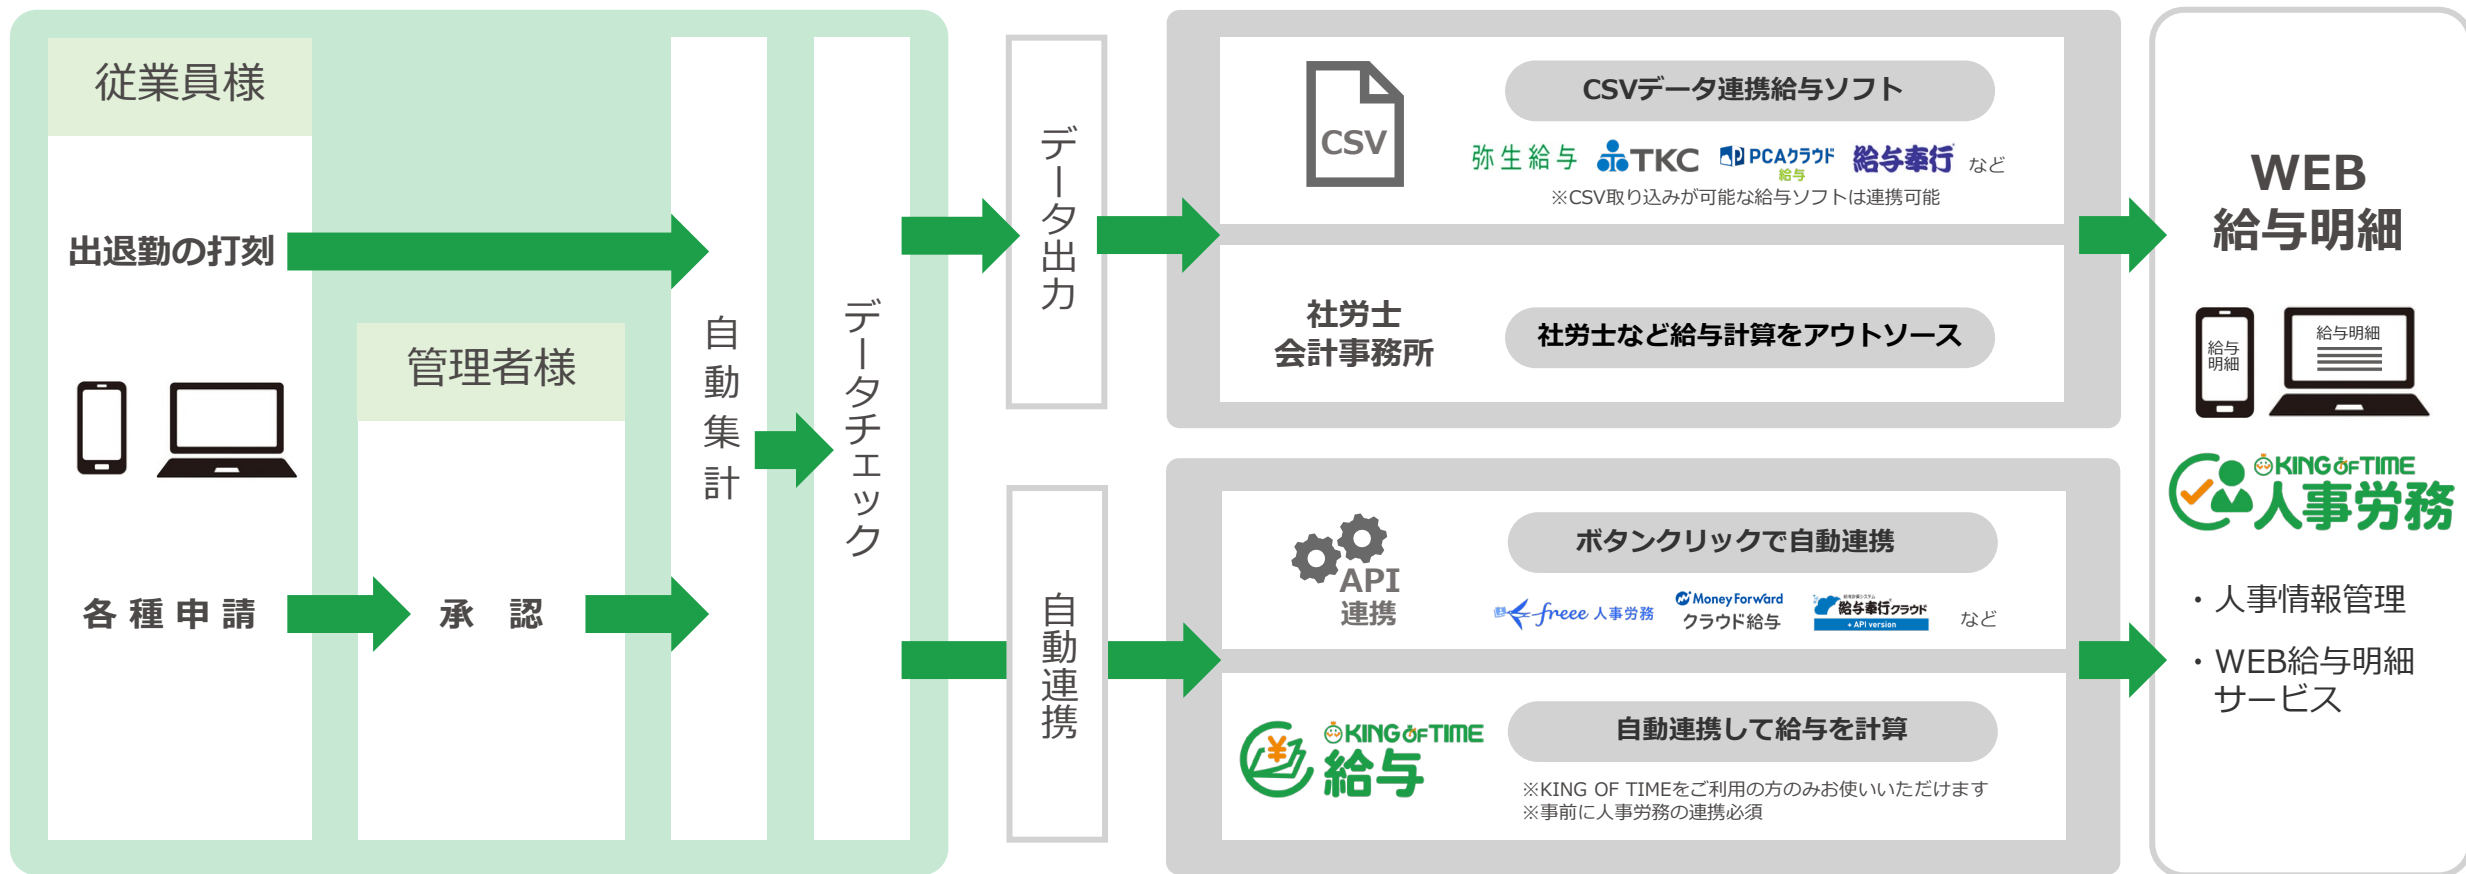 従業員様
出退勤の打刻
各種申請
管理者様
承 認
自動集計
データチェック
データ出力
自動連携
CSV
CSVデータ連携給与ソフト
弥生給与
TKC
PCAクラウド
給与
給与奉行
など
※CSV取り込みが可能な給与ソフトは連携可能
社労士
会計事務所
社労士など給与計算をアウトソース
API
連携
ボタンクリックで自動連携
freee 人事労務
Money Forward
クラウド給与
給与奉行クラウド
+ API version
など
KING OF TIME
給与
自動連携して給与を計算
※KING OF TIMEをご利用の方のみお使いいただけます
※事前に人事労務の連携必須
WEB
給与明細
給与
明細
給与明細
KING OF TIME
人事労務
・人事情報管理
・WEB給与明細
サービス